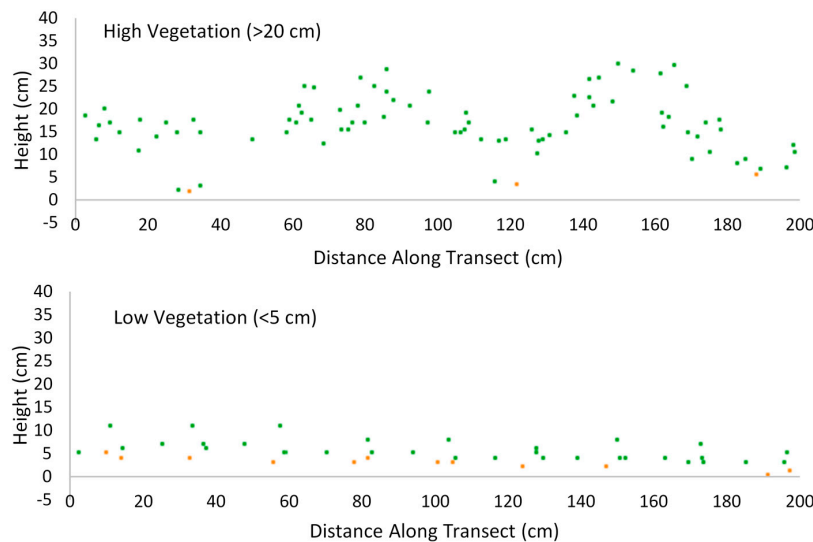 40
High Vegetation (>20 cm)
35
30
25
20
15
10
5
0
-5
Height (cm)
0 20 40 60 80 100 120 140 160 180 200
Distance Along Transect (cm)
40
35
Low Vegetation (<5 cm)
30
25
20
15
10
5
0
-5
Height (cm)
0 20 40 60 80 100 120 140 160 180 200
Distance Along Transect (cm)